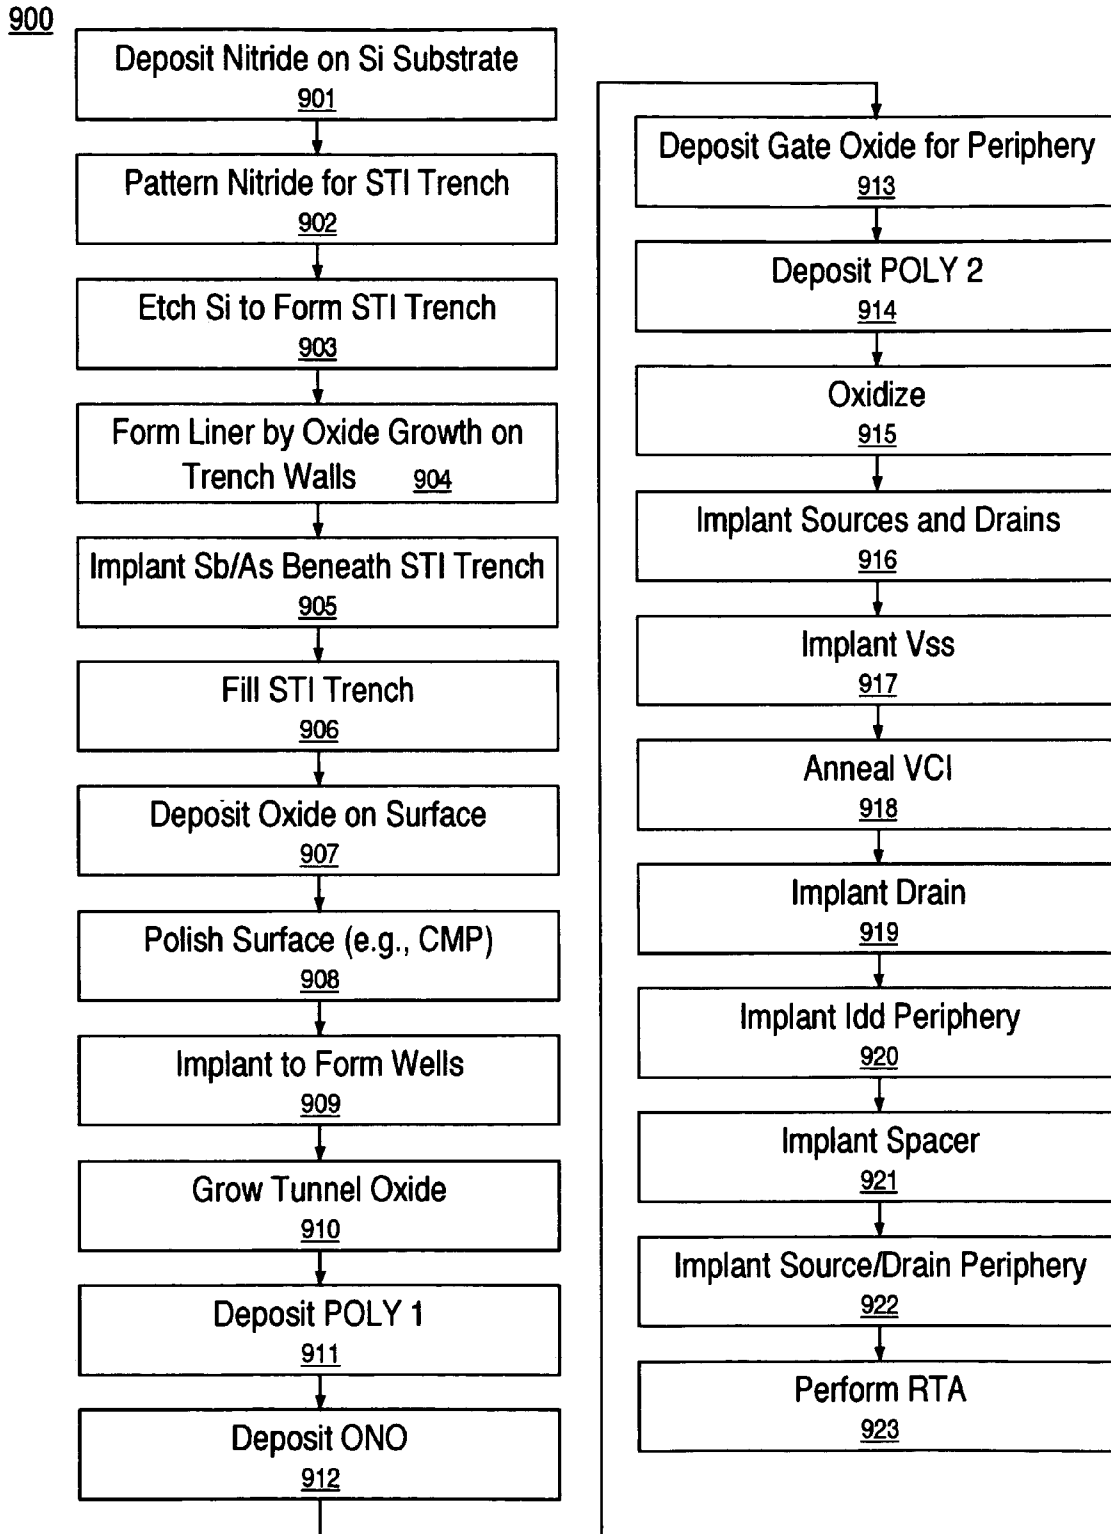 900
Deposit Nitride on Si Substrate
901
Pattern Nitride for STI Trench
902
Etch Si to Form STI Trench
903
Form Liner by Oxide Growth on
Trench Walls 904
Implant Sb/As Beneath STI Trench
905
Fill STI Trench
906
Deposit Oxide on Surface
907
Polish Surface (e.g., CMP)
908
Implant to Form Wells
909
Grow Tunnel Oxide
910
Deposit POLY 1
911
Deposit ONO
912
Deposit Gate Oxide for Periphery
913
Deposit POLY 2
914
Oxidize
915
Implant Sources and Drains
916
Implant Vss
917
Anneal VCI
918
Implant Drain
919
Implant Idd Periphery
920
Implant Spacer
921
Implant Source/Drain Periphery
922
Perform RTA
923